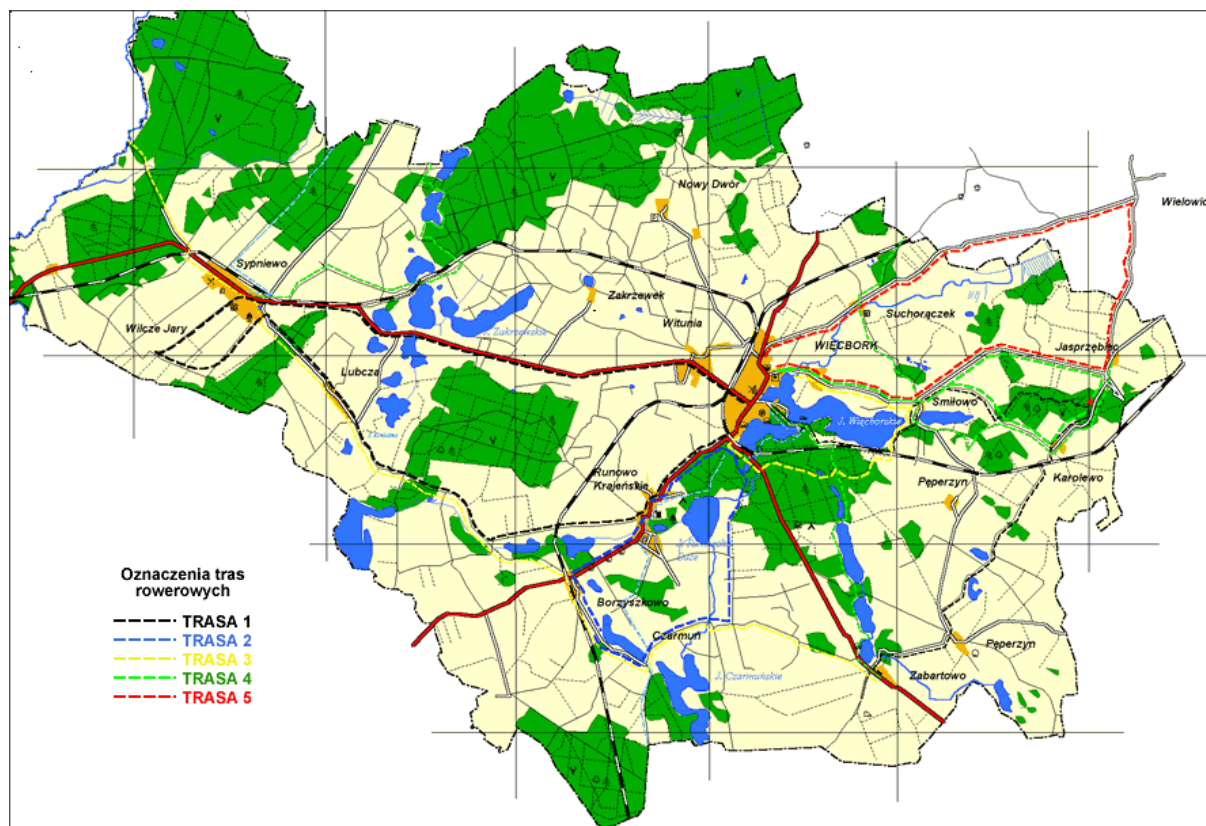 Nowy Dwór
Wielowic
Sypniewo
Zakrzewek
Suchorączek
Wilcze Jary
J. Zakrzewskie
Witunia
WIĘCBORK
Jasprzębiec
Lubcza
Śmiłowo
J. Więcborskie
Runowo
Krajeńskie
Pęperzyn
Karolewo
Oznaczenia tras
rowerowych
Borzyszkowo
TRASA 1
TRASA 2
Czarmuń
Pęperzyn
TRASA 3
J. Czarmuńskie
Zabartowo
TRASA 4
TRASA 5